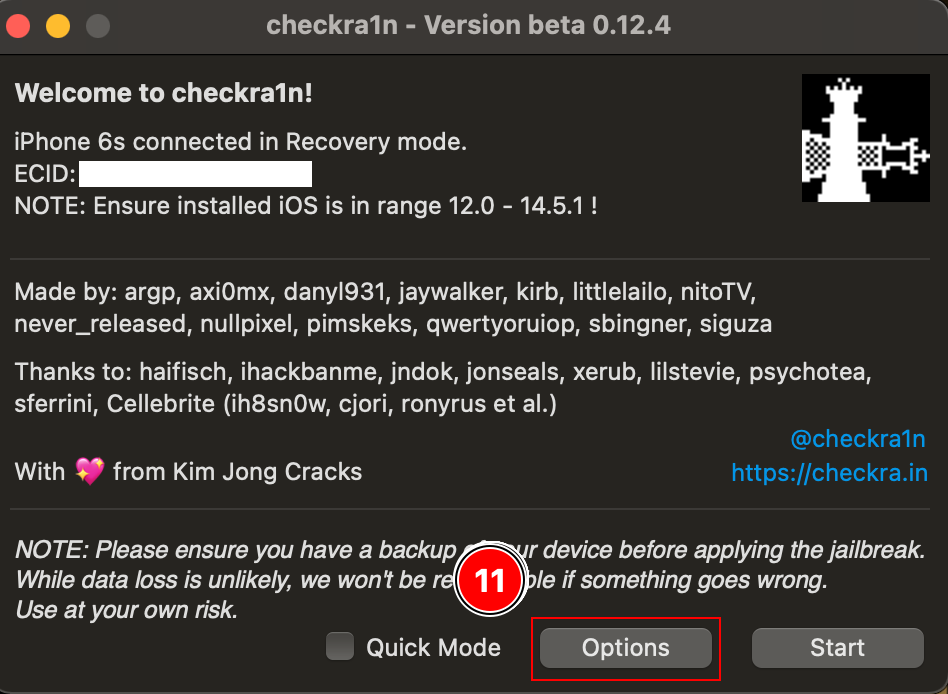 checkra1n - Version beta 0.12.4
Welcome to checkra1n!
iPhone 6s connected in Recovery mode.
ECID:
NOTE: Ensure installed iOS is in range 12.0 - 14.5.1 !
Made by: argp, axi0mx, danyl931, jaywalker, kirb, littlelailo, nitoTV,
never_released, nullpixel, pimskeks, qwertyoruiop, sbingner, siguza
Thanks to: haifisch, ihackbanme, jndok, jonseals, xerub, lilstevie, psychotea,
sferrini, Cellebrite (ih8sn0w, cjori, ronyrus et al.)
@checkra1n
With 💖 from Kim Jong Cracks
https://checkra.in
NOTE: Please ensure you have a backup device before applying the jailbreak.
While data loss is unlikely, we won't be if something goes wrong.
11
Use at your own risk.
Quick Mode
Options
Start